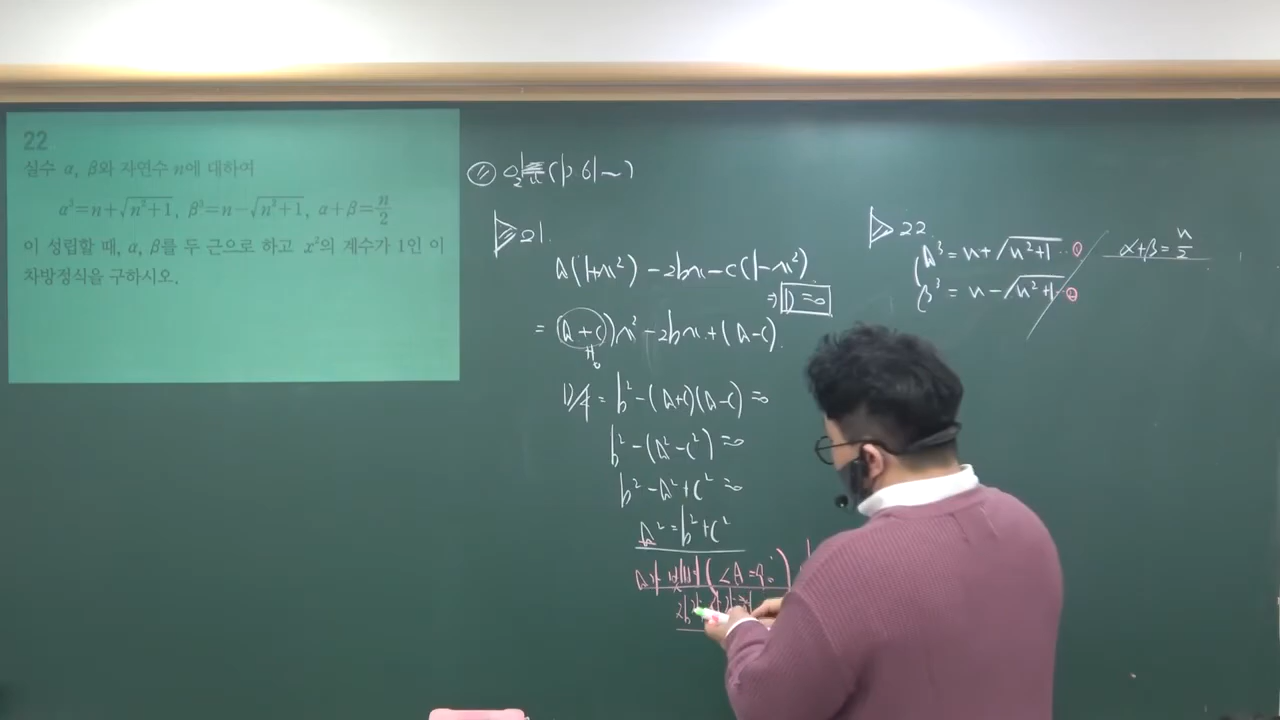 22
실수 α, β와 자연수 n에 대하여
α³=n+√(n²+1), β³=n−√(n²+1), α+β=n/2
이 성립할 때, α, β를 두 근으로 하고 x²의 계수가 1인 이
차방정식을 구하시오.
(p.61~)
21.
a(1+x²)−2bx−c(1−x²)
⇒ D=0
=(a+c)x²−2bx+(a−c)
D/4 = b²−(a+c)(a−c)=0
b²−(a²−c²)=0
b²−a²+c²=0
a²=b²+c²
(∠A=90°)
22.
α³=n+√(n²+1) ··①
β³=n−√(n²+1) ··②
α+β=n/2